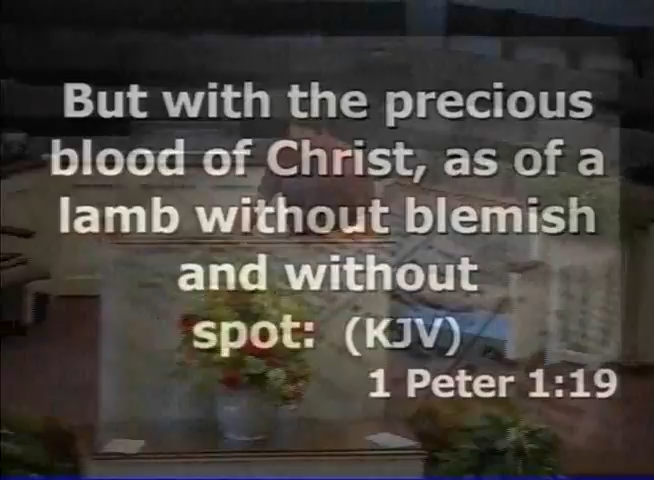 But with the precious
blood of Christ, as of a
lamb without blemish
and without
spot: (KJV)
1 Peter 1:19